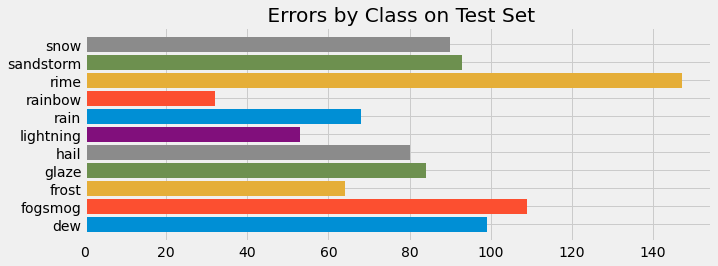 Errors by Class on Test Set
snow
sandstorm
rime
rainbow
rain
lightning
hail
glaze
frost
fogsmog
dew
0 20 40 60 80 100 120 140